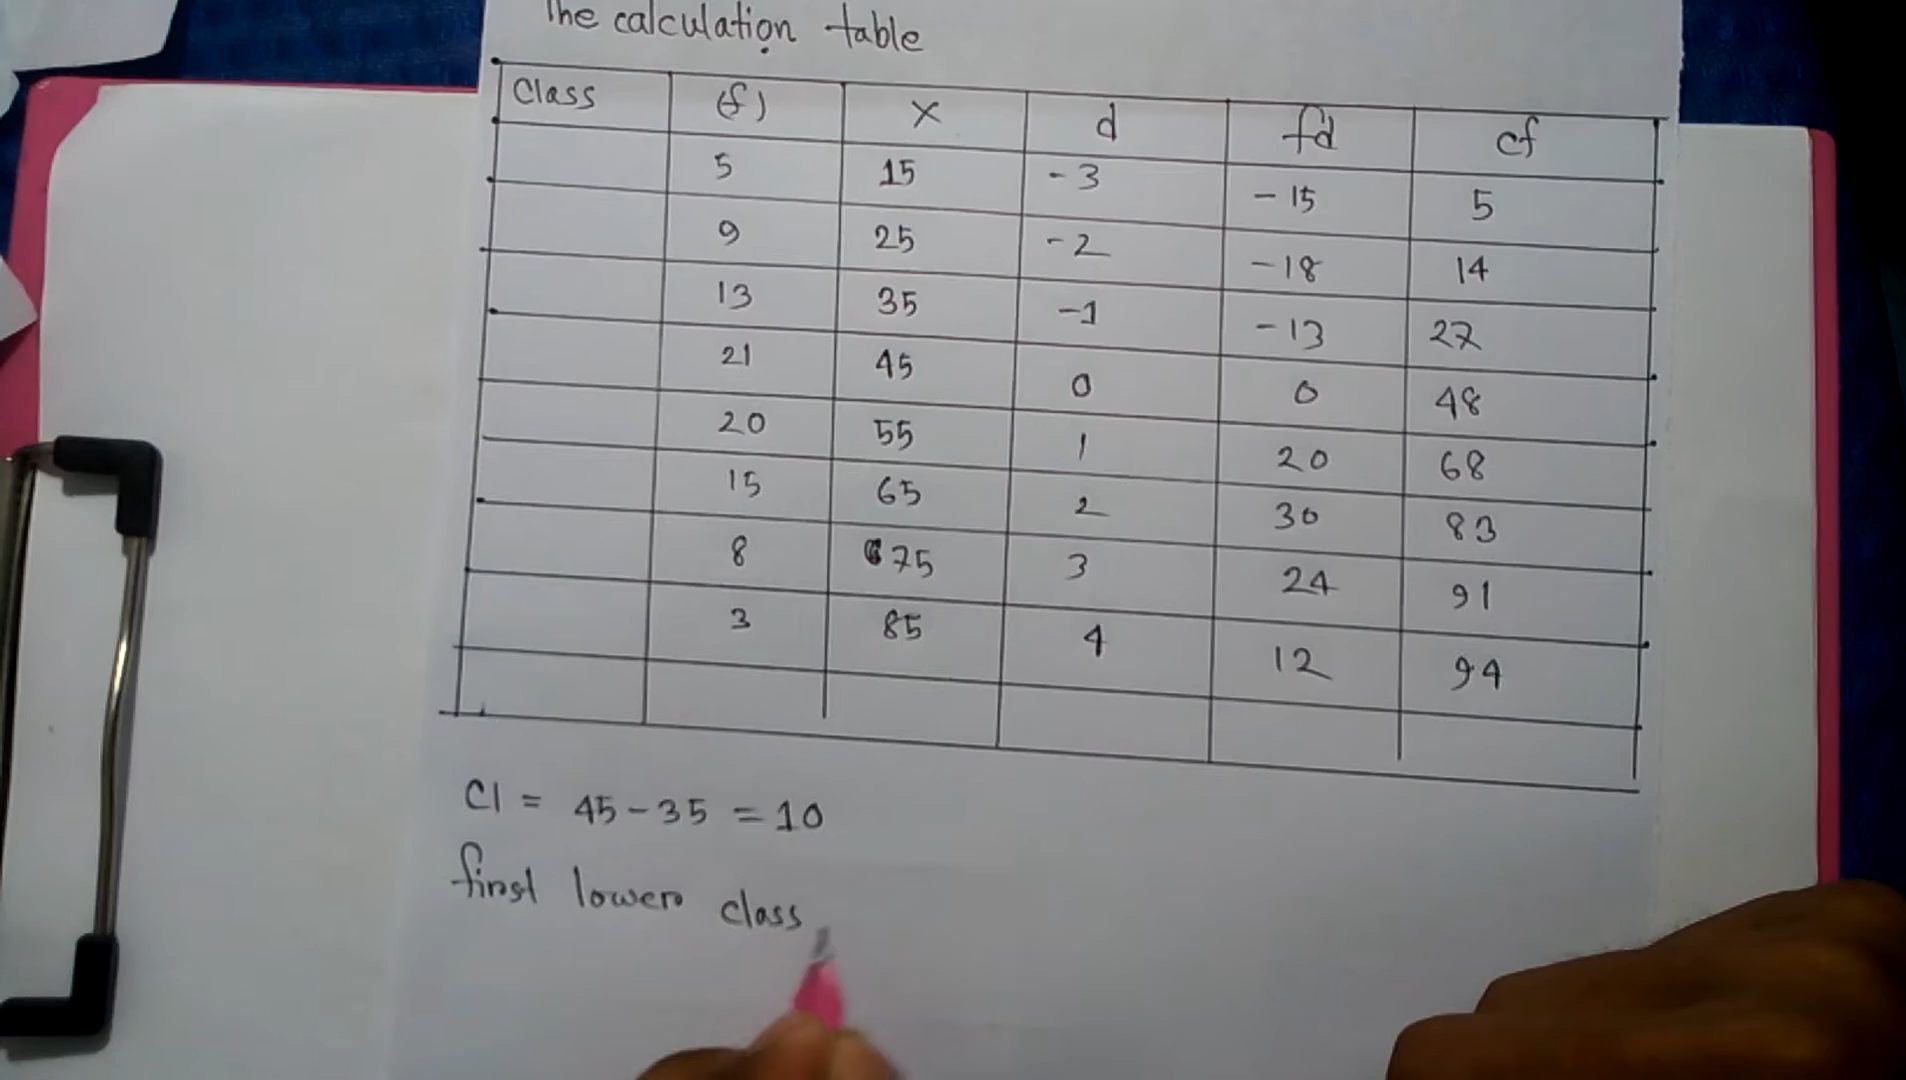 The calculation table
Class (f) x d fd cf
5 15 -3 -15 5
9 25 -2 -18 14
13 35 -1 -13 27
21 45 0 0 48
20 55 1 20 68
15 65 2 30 83
8 75 3 24 91
3 85 4 12 94
CI = 45-35 = 10
first lower class